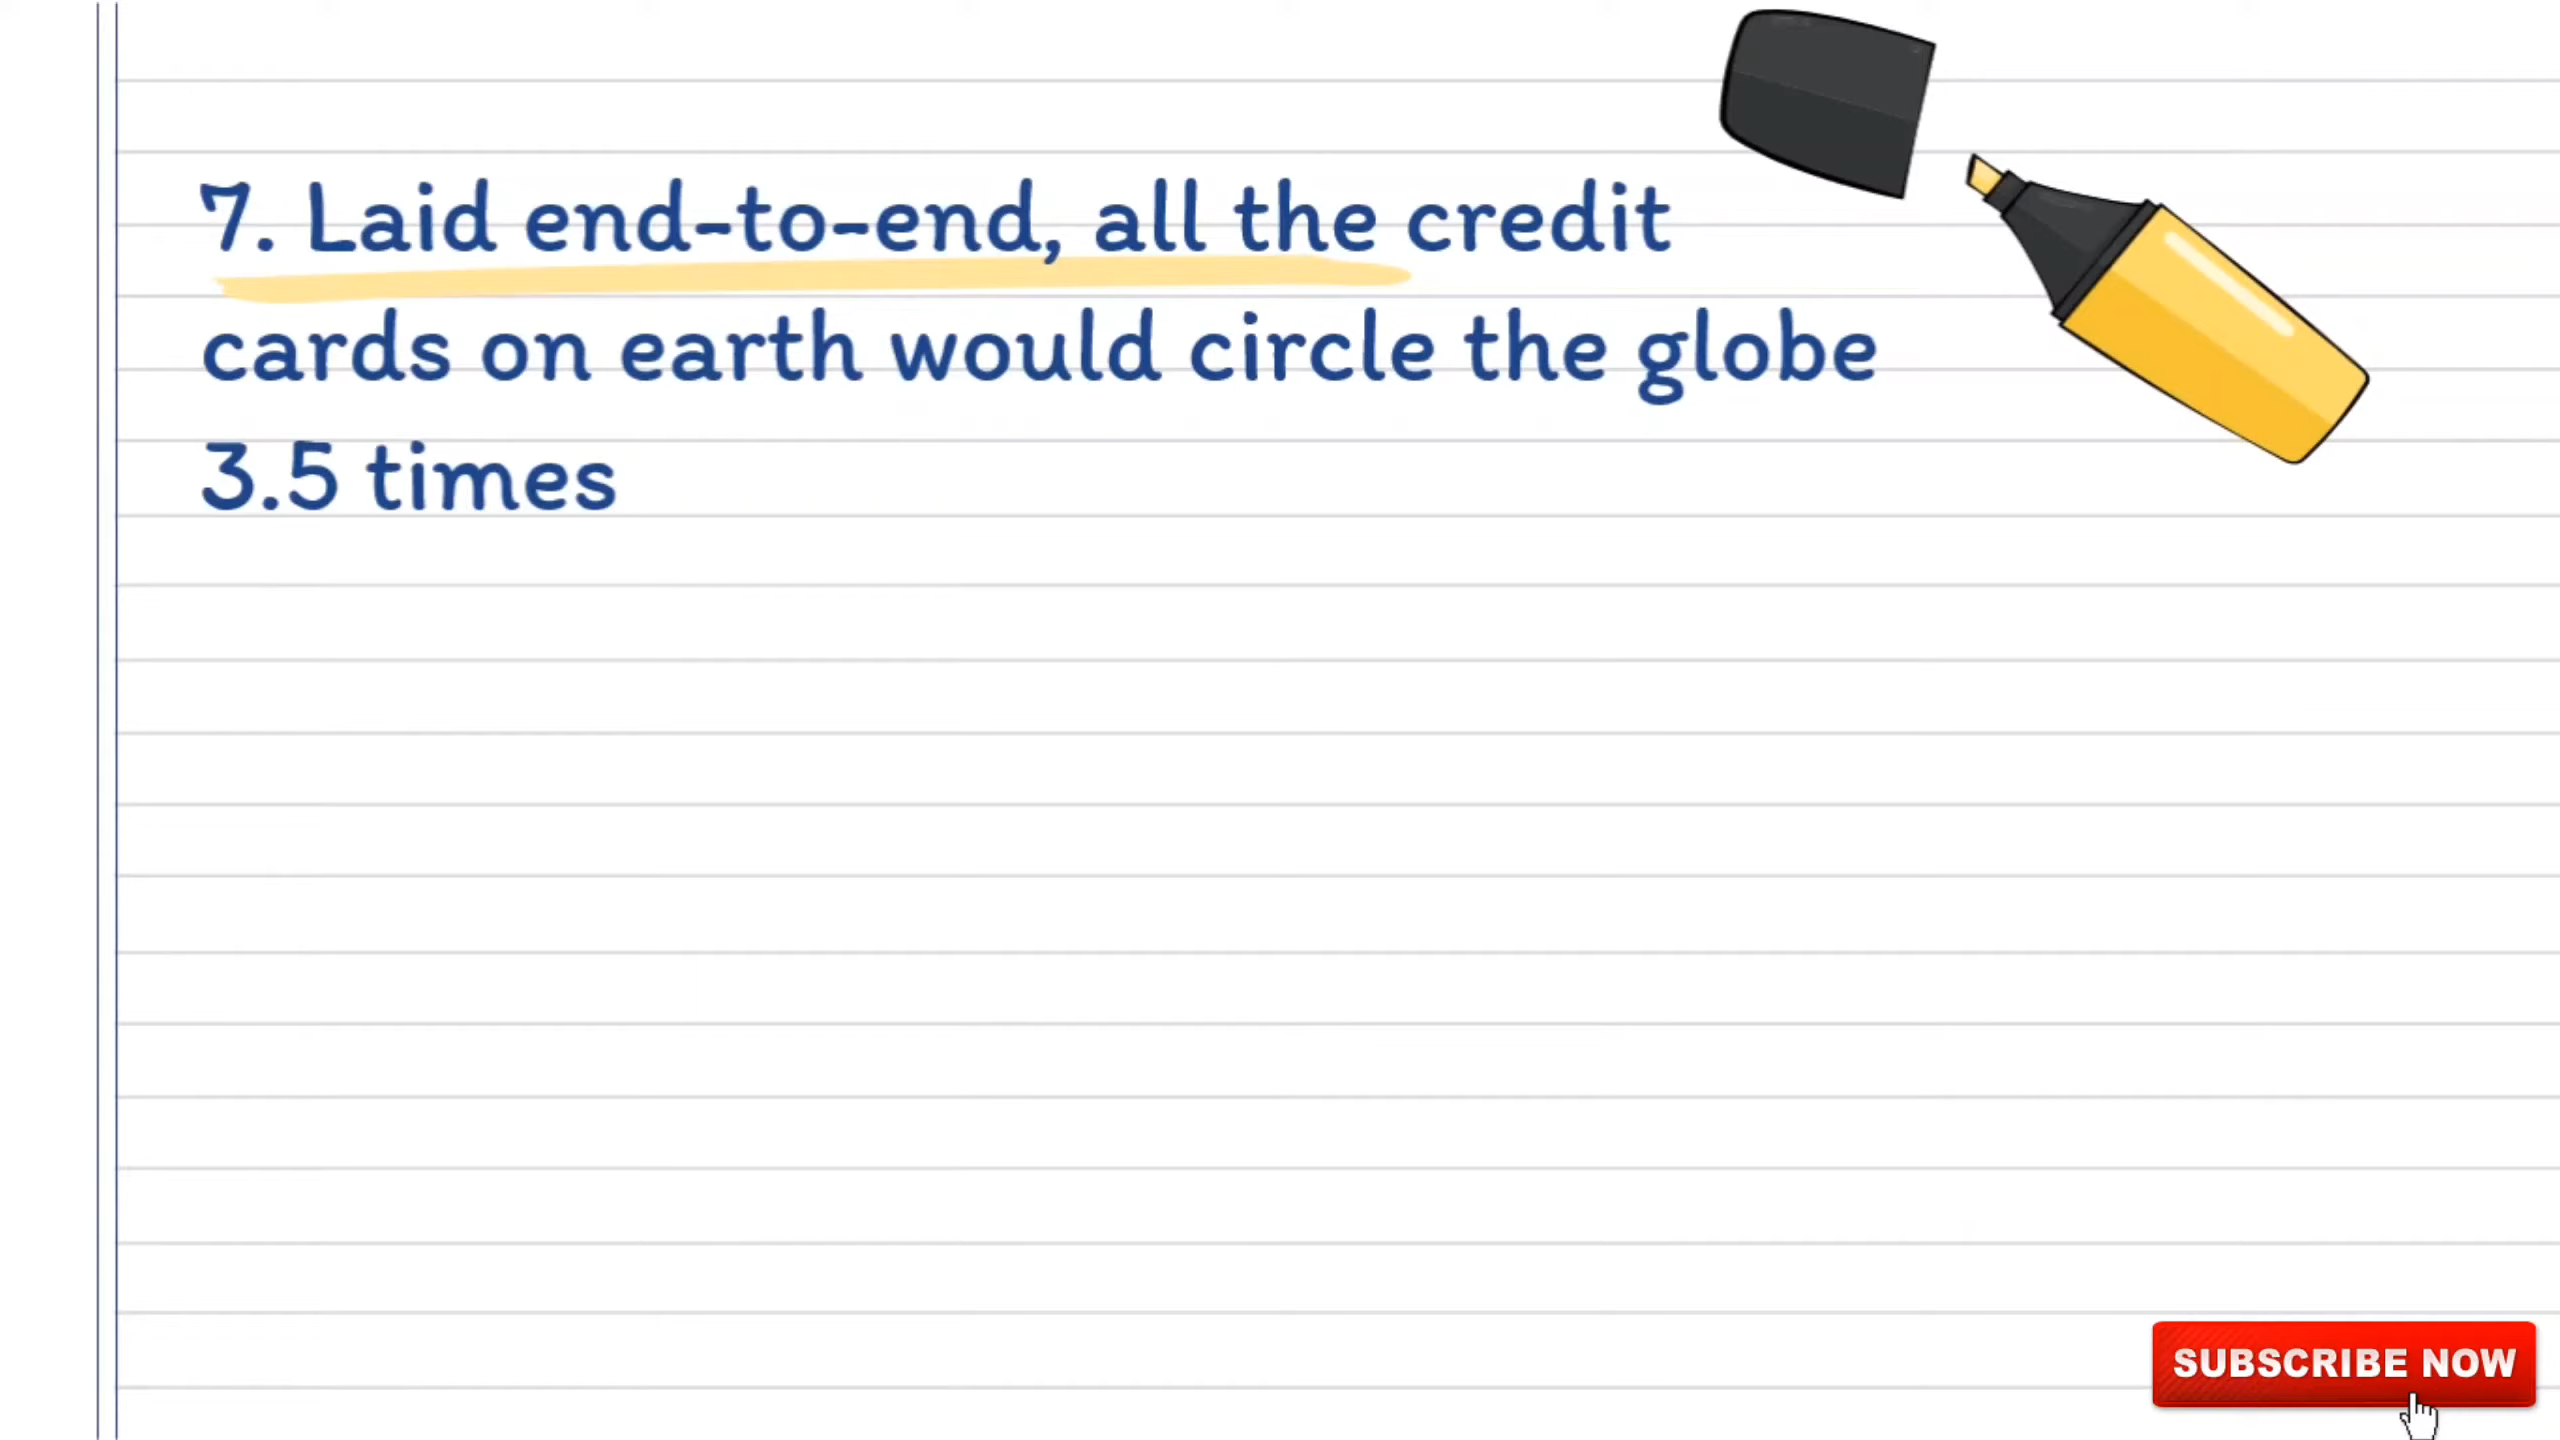 7. Laid end-to-end, all the credit
cards on earth would circle the globe
3.5 times
SUBSCRIBE NOW